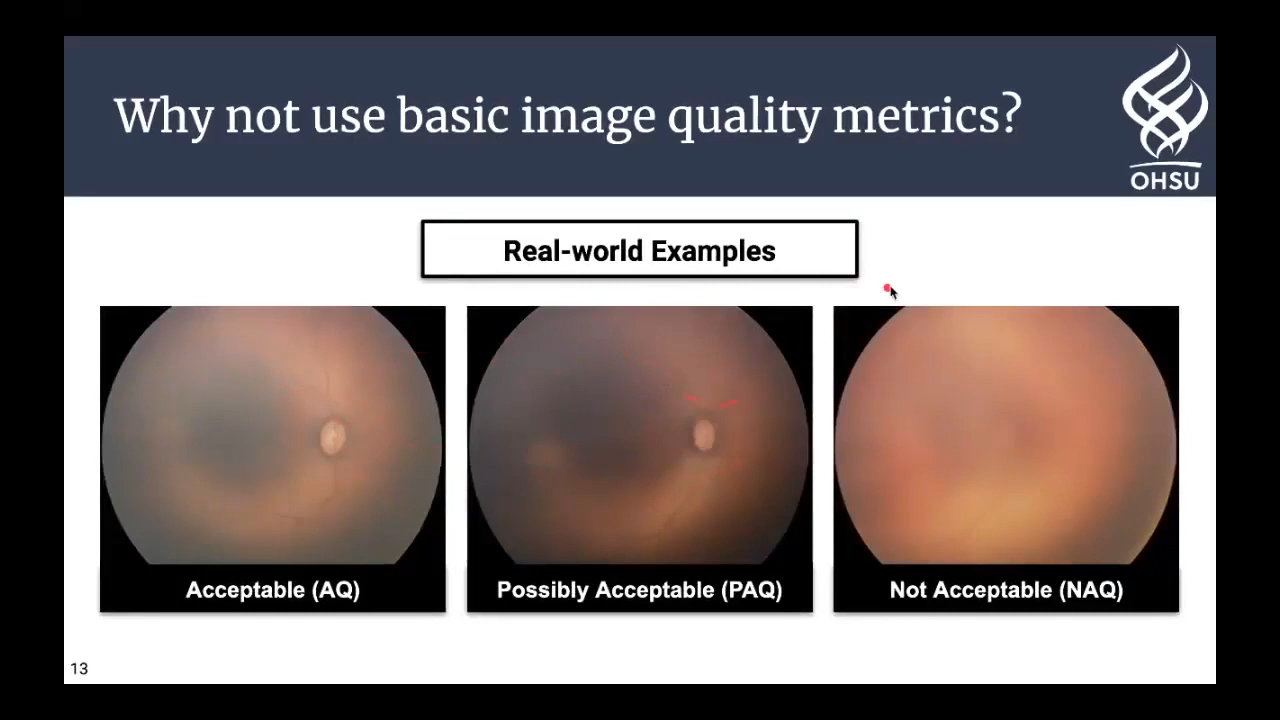 Why not use basic image quality metrics?
OHSU
Real-world Examples
Acceptable (AQ)
Possibly Acceptable (PAQ)
Not Acceptable (NAQ)
13